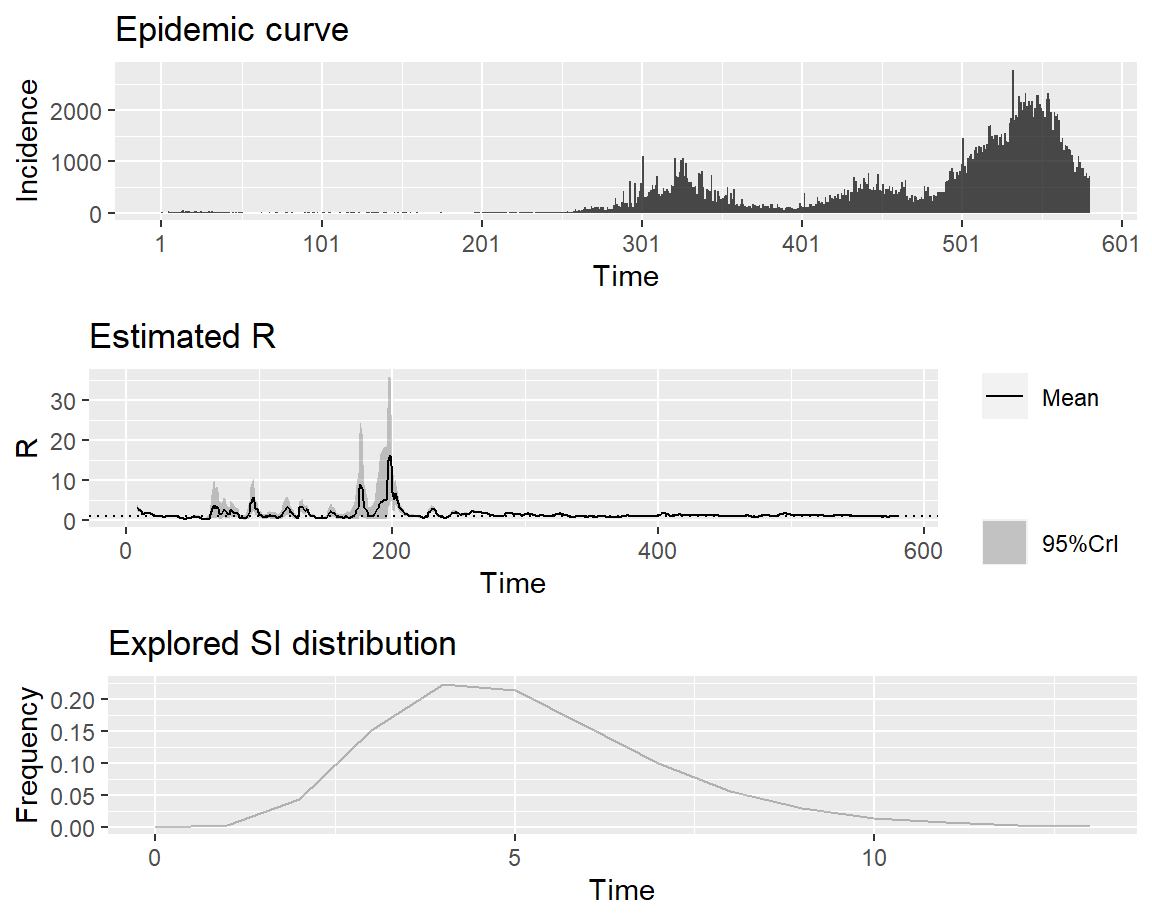 Epidemic curve
Incidence
2000
1000
0
1 101 201 301 401 501 601
Time
Estimated R
R
30
20
10
0
0 200 400 600
Time
Mean
95%CrI
Explored SI distribution
Frequency
0.20
0.15
0.10
0.05
0.00
0 5 10
Time